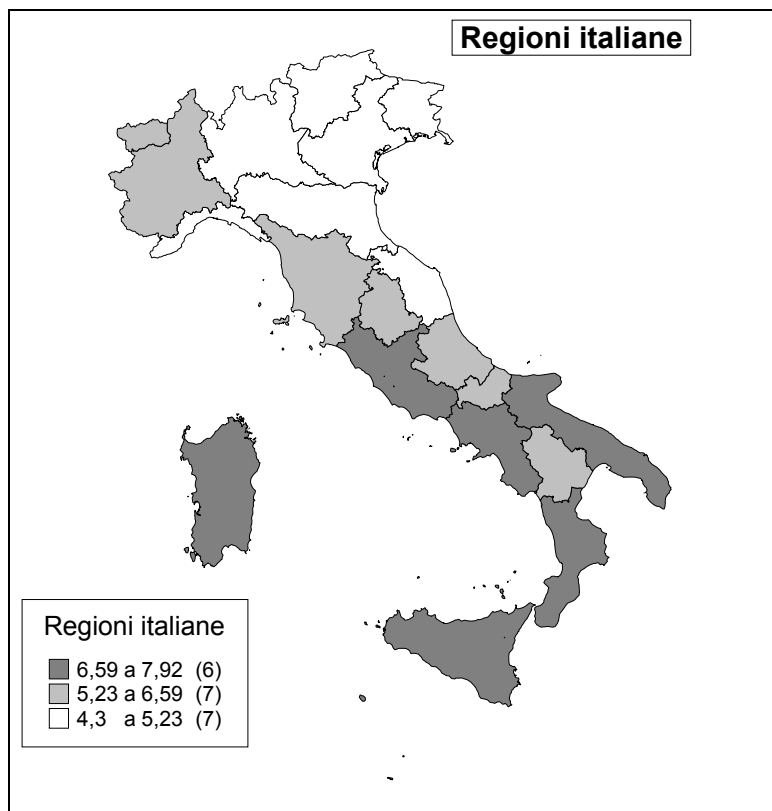 Regioni italiane
Regioni italiane
6,59 a 7,92 (6)
5,23 a 6,59 (7)
4,3 a 5,23 (7)